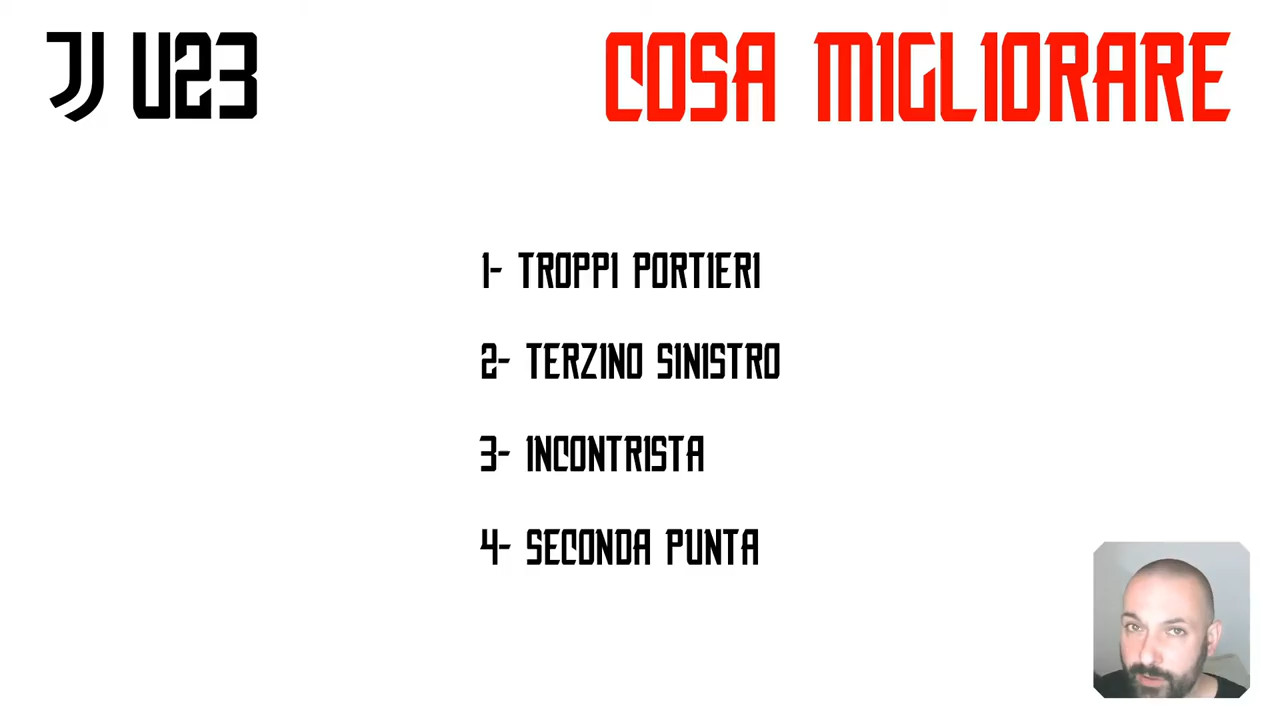 J U23
COSA MIGLIORARE
1- TROPPI PORTIERI
2- TERZINO SINISTRO
3- INCONTRISTA
4- SECONDA PUNTA